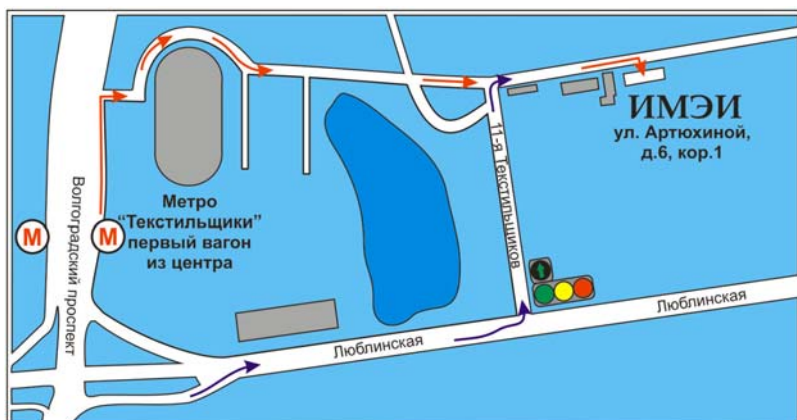 ИМЭИ
ул. Артюхиной,
д.6, кор.1
11-я Текстильщиков
Волгоградский проспект
Метро
“Текстильщики”
первый вагон
из центра
М
М
Люблинская
Люблинская